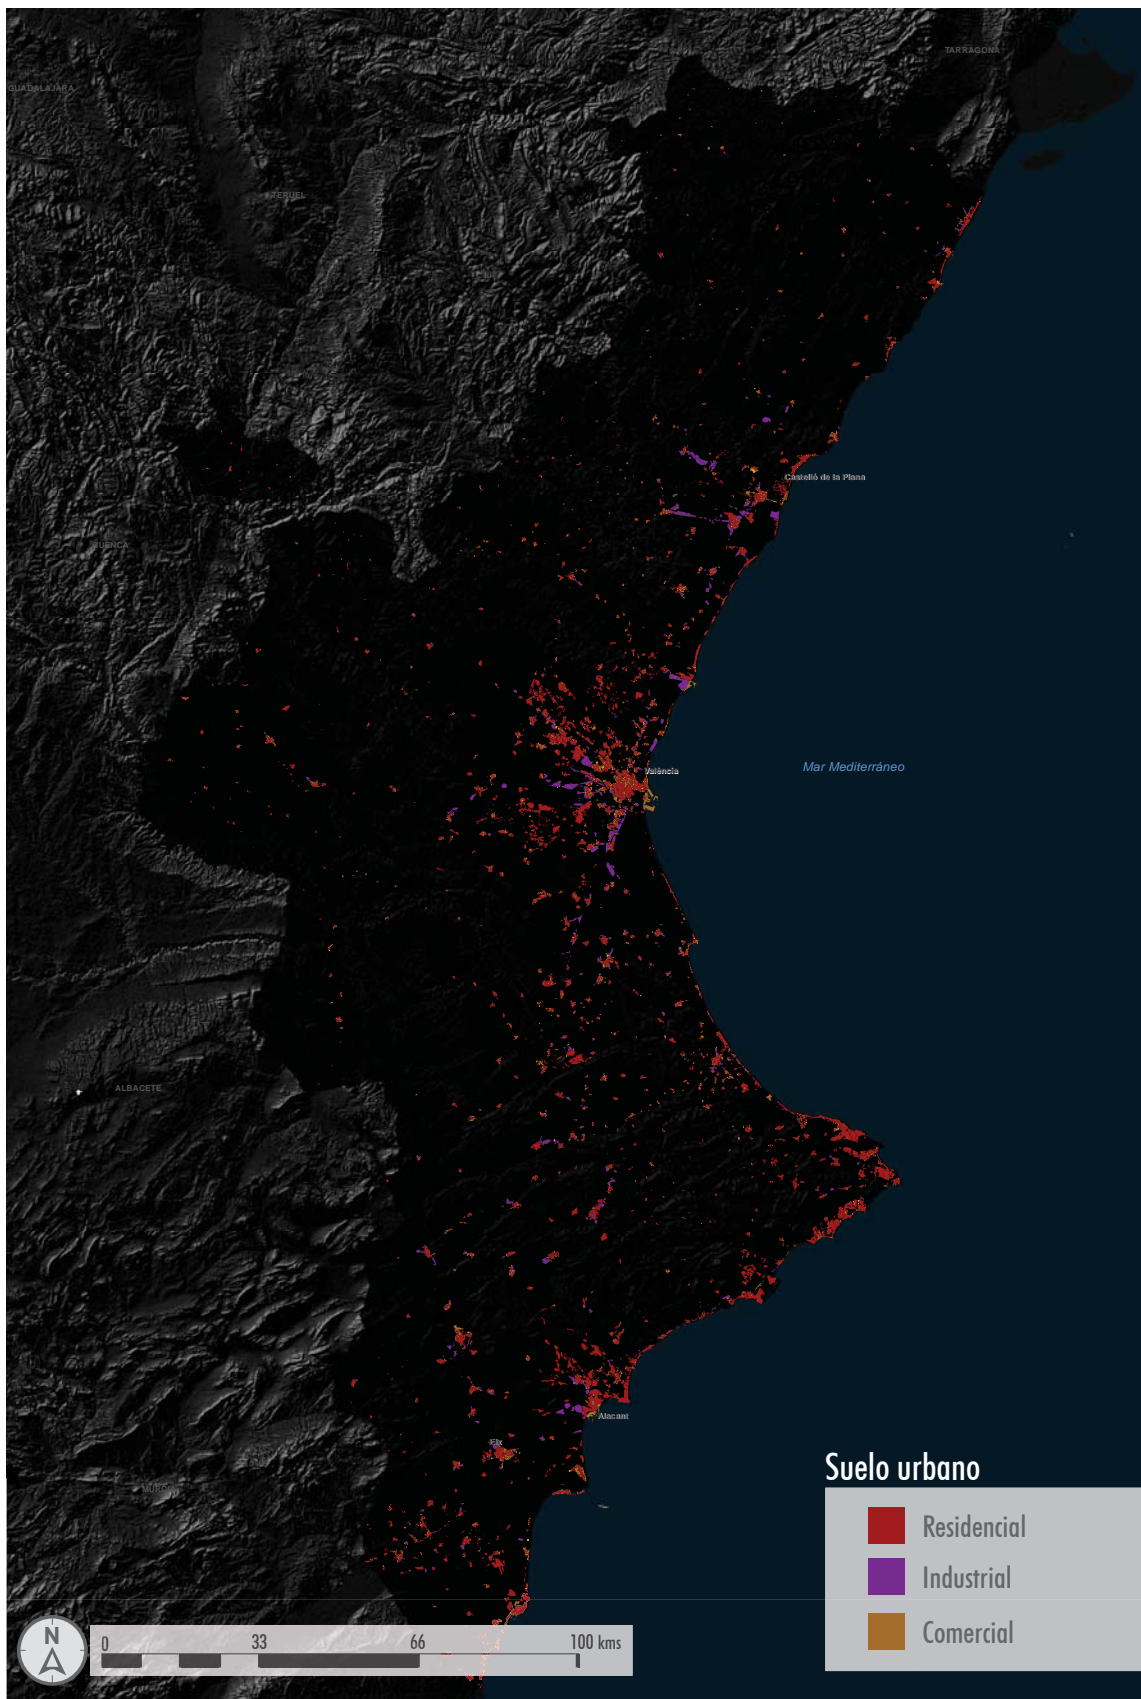 TARRAGONA
GUADALAJARA
TERUEL
Castelló de la Plana
CUENCA
València
Mar Mediterráneo
ALBACETE
Alacant
Elx
MURCIA
Suelo urbano
Residencial
Industrial
Comercial
N
0 33 66 100 kms